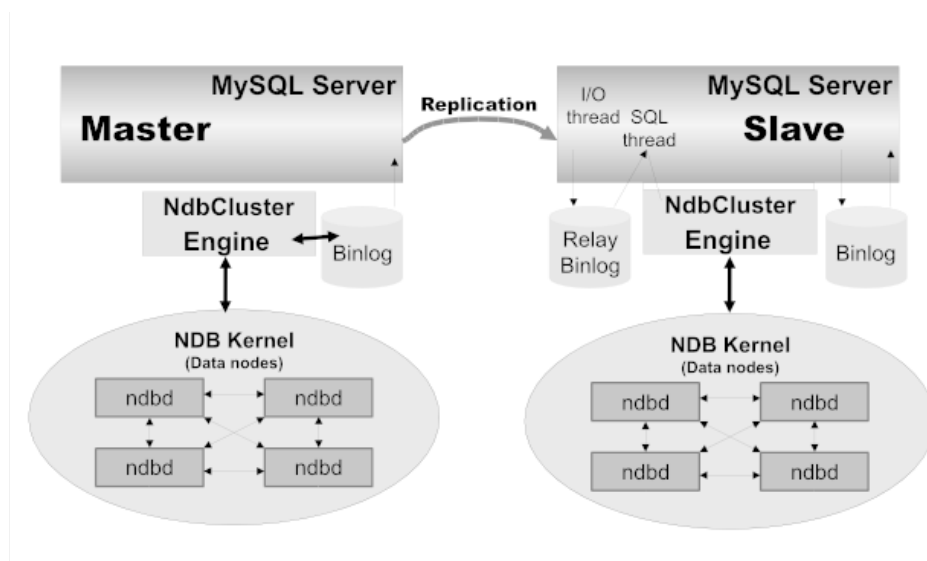 MySQL Server
Master
Replication
MySQL Server
I/O
thread
SQL
thread
Slave
NdbCluster
Engine
Binlog
Relay
Binlog
NdbCluster
Engine
Binlog
NDB Kernel
(Data nodes)
ndbd
ndbd
ndbd
ndbd
NDB Kernel
(Data nodes)
ndbd
ndbd
ndbd
ndbd